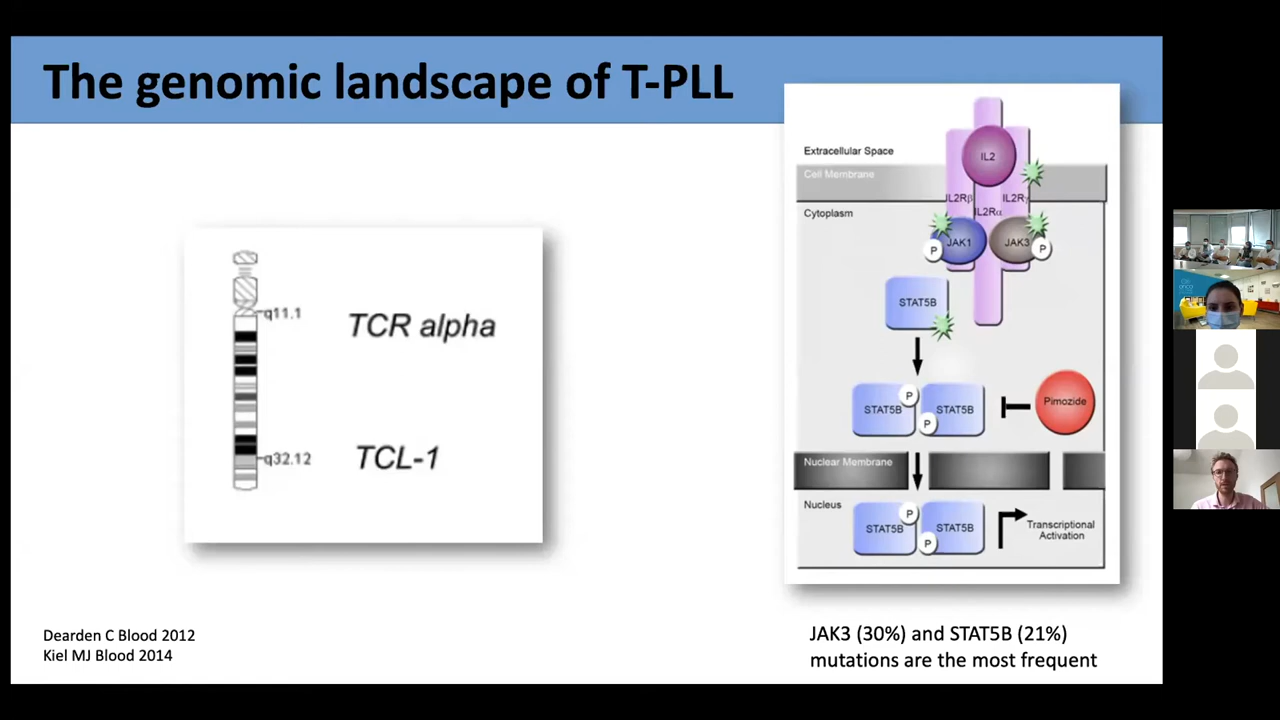 The genomic landscape of T-PLL
q11.1
TCR alpha
q32.12
TCL-1
Extracellular Space
IL2
Cell Membrane
IL2Rβ
IL2Rγ
IL2Rα
Cytoplasm
P
JAK1
JAK3
P
STAT5B
P
STAT5B
STAT5B
P
Pimozide
Nuclear Membrane
Nucleus
P
STAT5B
STAT5B
P
Transcriptional
Activation
Dearden C Blood 2012
Kiel MJ Blood 2014
JAK3 (30%) and STAT5B (21%)
mutations are the most frequent